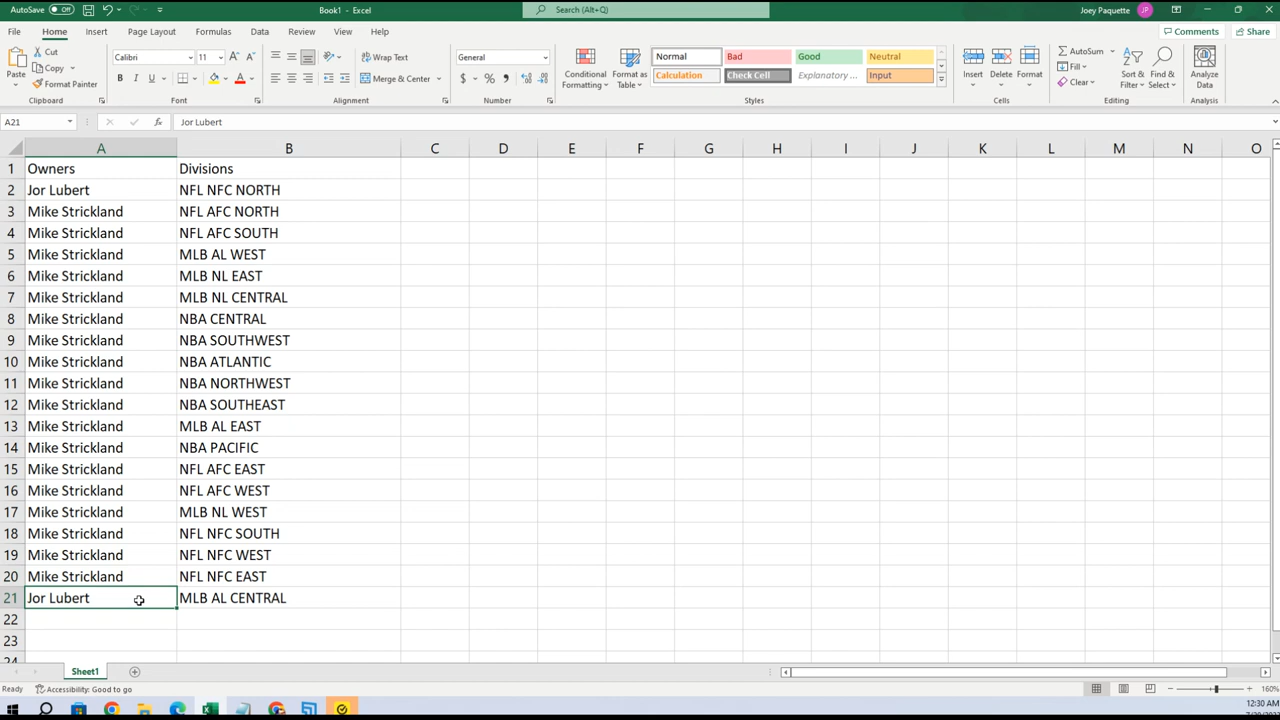 AutoSave Off Book1 - Excel Search (Alt+Q) Joey Paquette JP
File Home Insert Page Layout Formulas Data Review View Help Comments Share
Paste Cut Copy Format Painter Clipboard
Calibri 11 A A B I U A Font
Wrap Text Merge & Center Alignment
General $ % , Number
Conditional Formatting Format as Table
Normal Bad Good Neutral
Calculation Check Cell Explanatory ... Input
Styles
Insert Delete Format Cells
AutoSum Fill Clear Sort & Filter Find & Select Editing
Analyze Data Analysis
A21 fx Jor Lubert
A B C D E F G H I J K L M N O
1 Owners Divisions
2 Jor Lubert NFL NFC NORTH
3 Mike Strickland NFL AFC NORTH
4 Mike Strickland NFL AFC SOUTH
5 Mike Strickland MLB AL WEST
6 Mike Strickland MLB NL EAST
7 Mike Strickland MLB NL CENTRAL
8 Mike Strickland NBA CENTRAL
9 Mike Strickland NBA SOUTHWEST
10 Mike Strickland NBA ATLANTIC
11 Mike Strickland NBA NORTHWEST
12 Mike Strickland NBA SOUTHEAST
13 Mike Strickland MLB AL EAST
14 Mike Strickland NBA PACIFIC
15 Mike Strickland NFL AFC EAST
16 Mike Strickland NFL AFC WEST
17 Mike Strickland MLB NL WEST
18 Mike Strickland NFL NFC SOUTH
19 Mike Strickland NFL NFC WEST
20 Mike Strickland NFL NFC EAST
21 Jor Lubert MLB AL CENTRAL
22
23
24
Sheet1
Ready Accessibility: Good to go 160%
12:30 AM